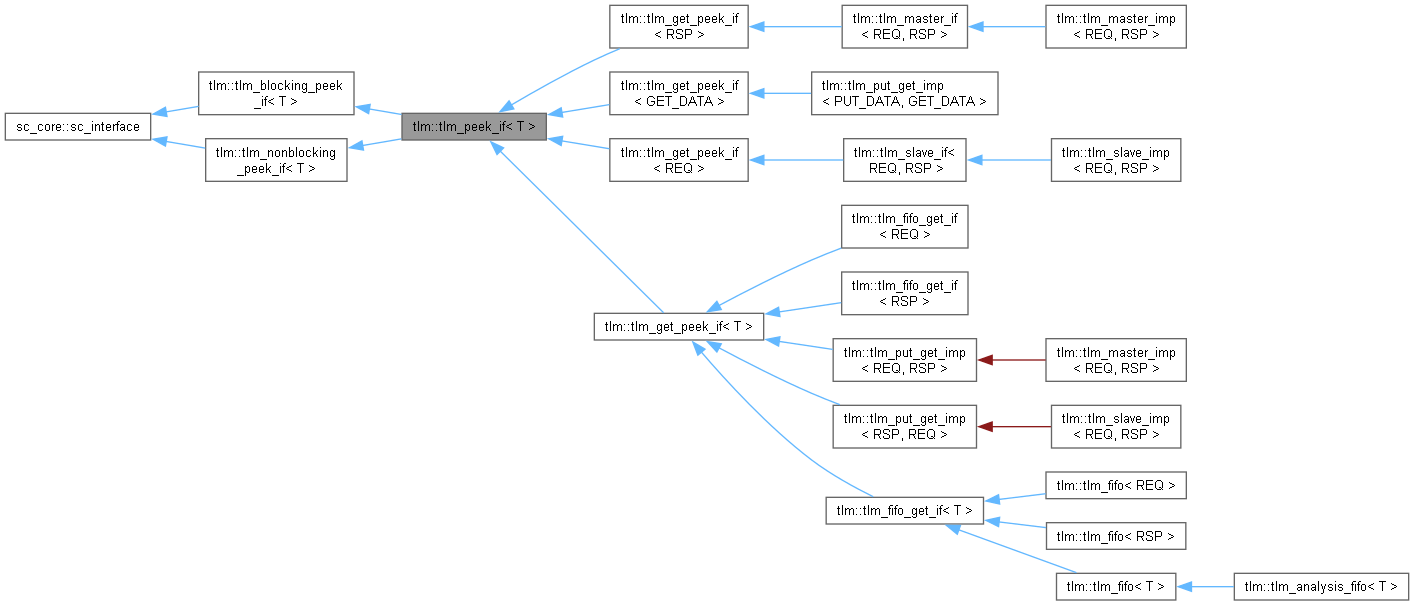 sc_core::sc_interface
tlm::tlm_blocking_peek
_if< T >
tlm::tlm_nonblocking
_peek_if< T >
tlm::tlm_peek_if< T >
tlm::tlm_get_peek_if
< RSP >
tlm::tlm_master_if
< REQ, RSP >
tlm::tlm_master_imp
< REQ, RSP >
tlm::tlm_get_peek_if
< GET_DATA >
tlm::tlm_put_get_imp
< PUT_DATA, GET_DATA >
tlm::tlm_get_peek_if
< REQ >
tlm::tlm_slave_if<
REQ, RSP >
tlm::tlm_slave_imp
< REQ, RSP >
tlm::tlm_get_peek_if< T >
tlm::tlm_fifo_get_if
< REQ >
tlm::tlm_fifo_get_if
< RSP >
tlm::tlm_put_get_imp
< REQ, RSP >
tlm::tlm_master_imp
< REQ, RSP >
tlm::tlm_put_get_imp
< RSP, REQ >
tlm::tlm_slave_imp
< REQ, RSP >
tlm::tlm_fifo_get_if< T >
tlm::tlm_fifo< REQ >
tlm::tlm_fifo< RSP >
tlm::tlm_fifo< T >
tlm::tlm_analysis_fifo< T >